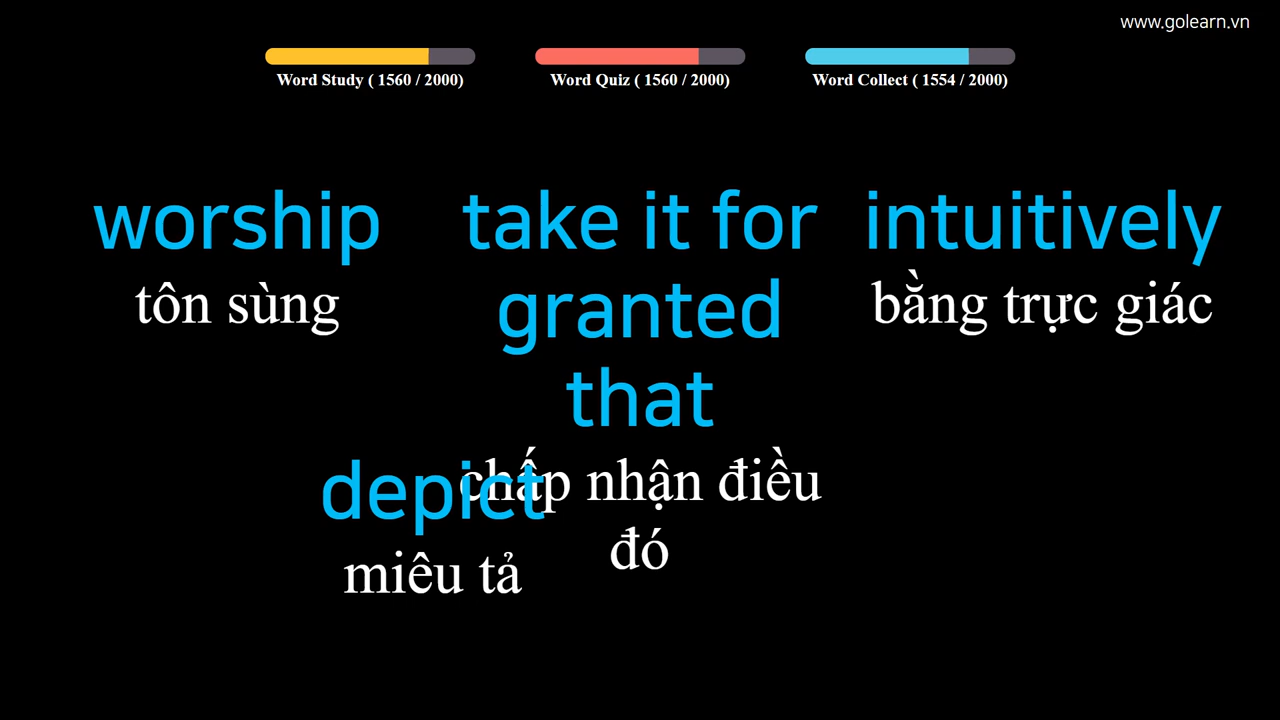 www.golearn.vn
Word Study ( 1560 / 2000)
Word Quiz ( 1560 / 2000)
Word Collect ( 1554 / 2000)
worship
tôn sùng
take it for
granted
that
chấp nhận điều
đó
intuitively
bằng trực giác
depict
miêu tả